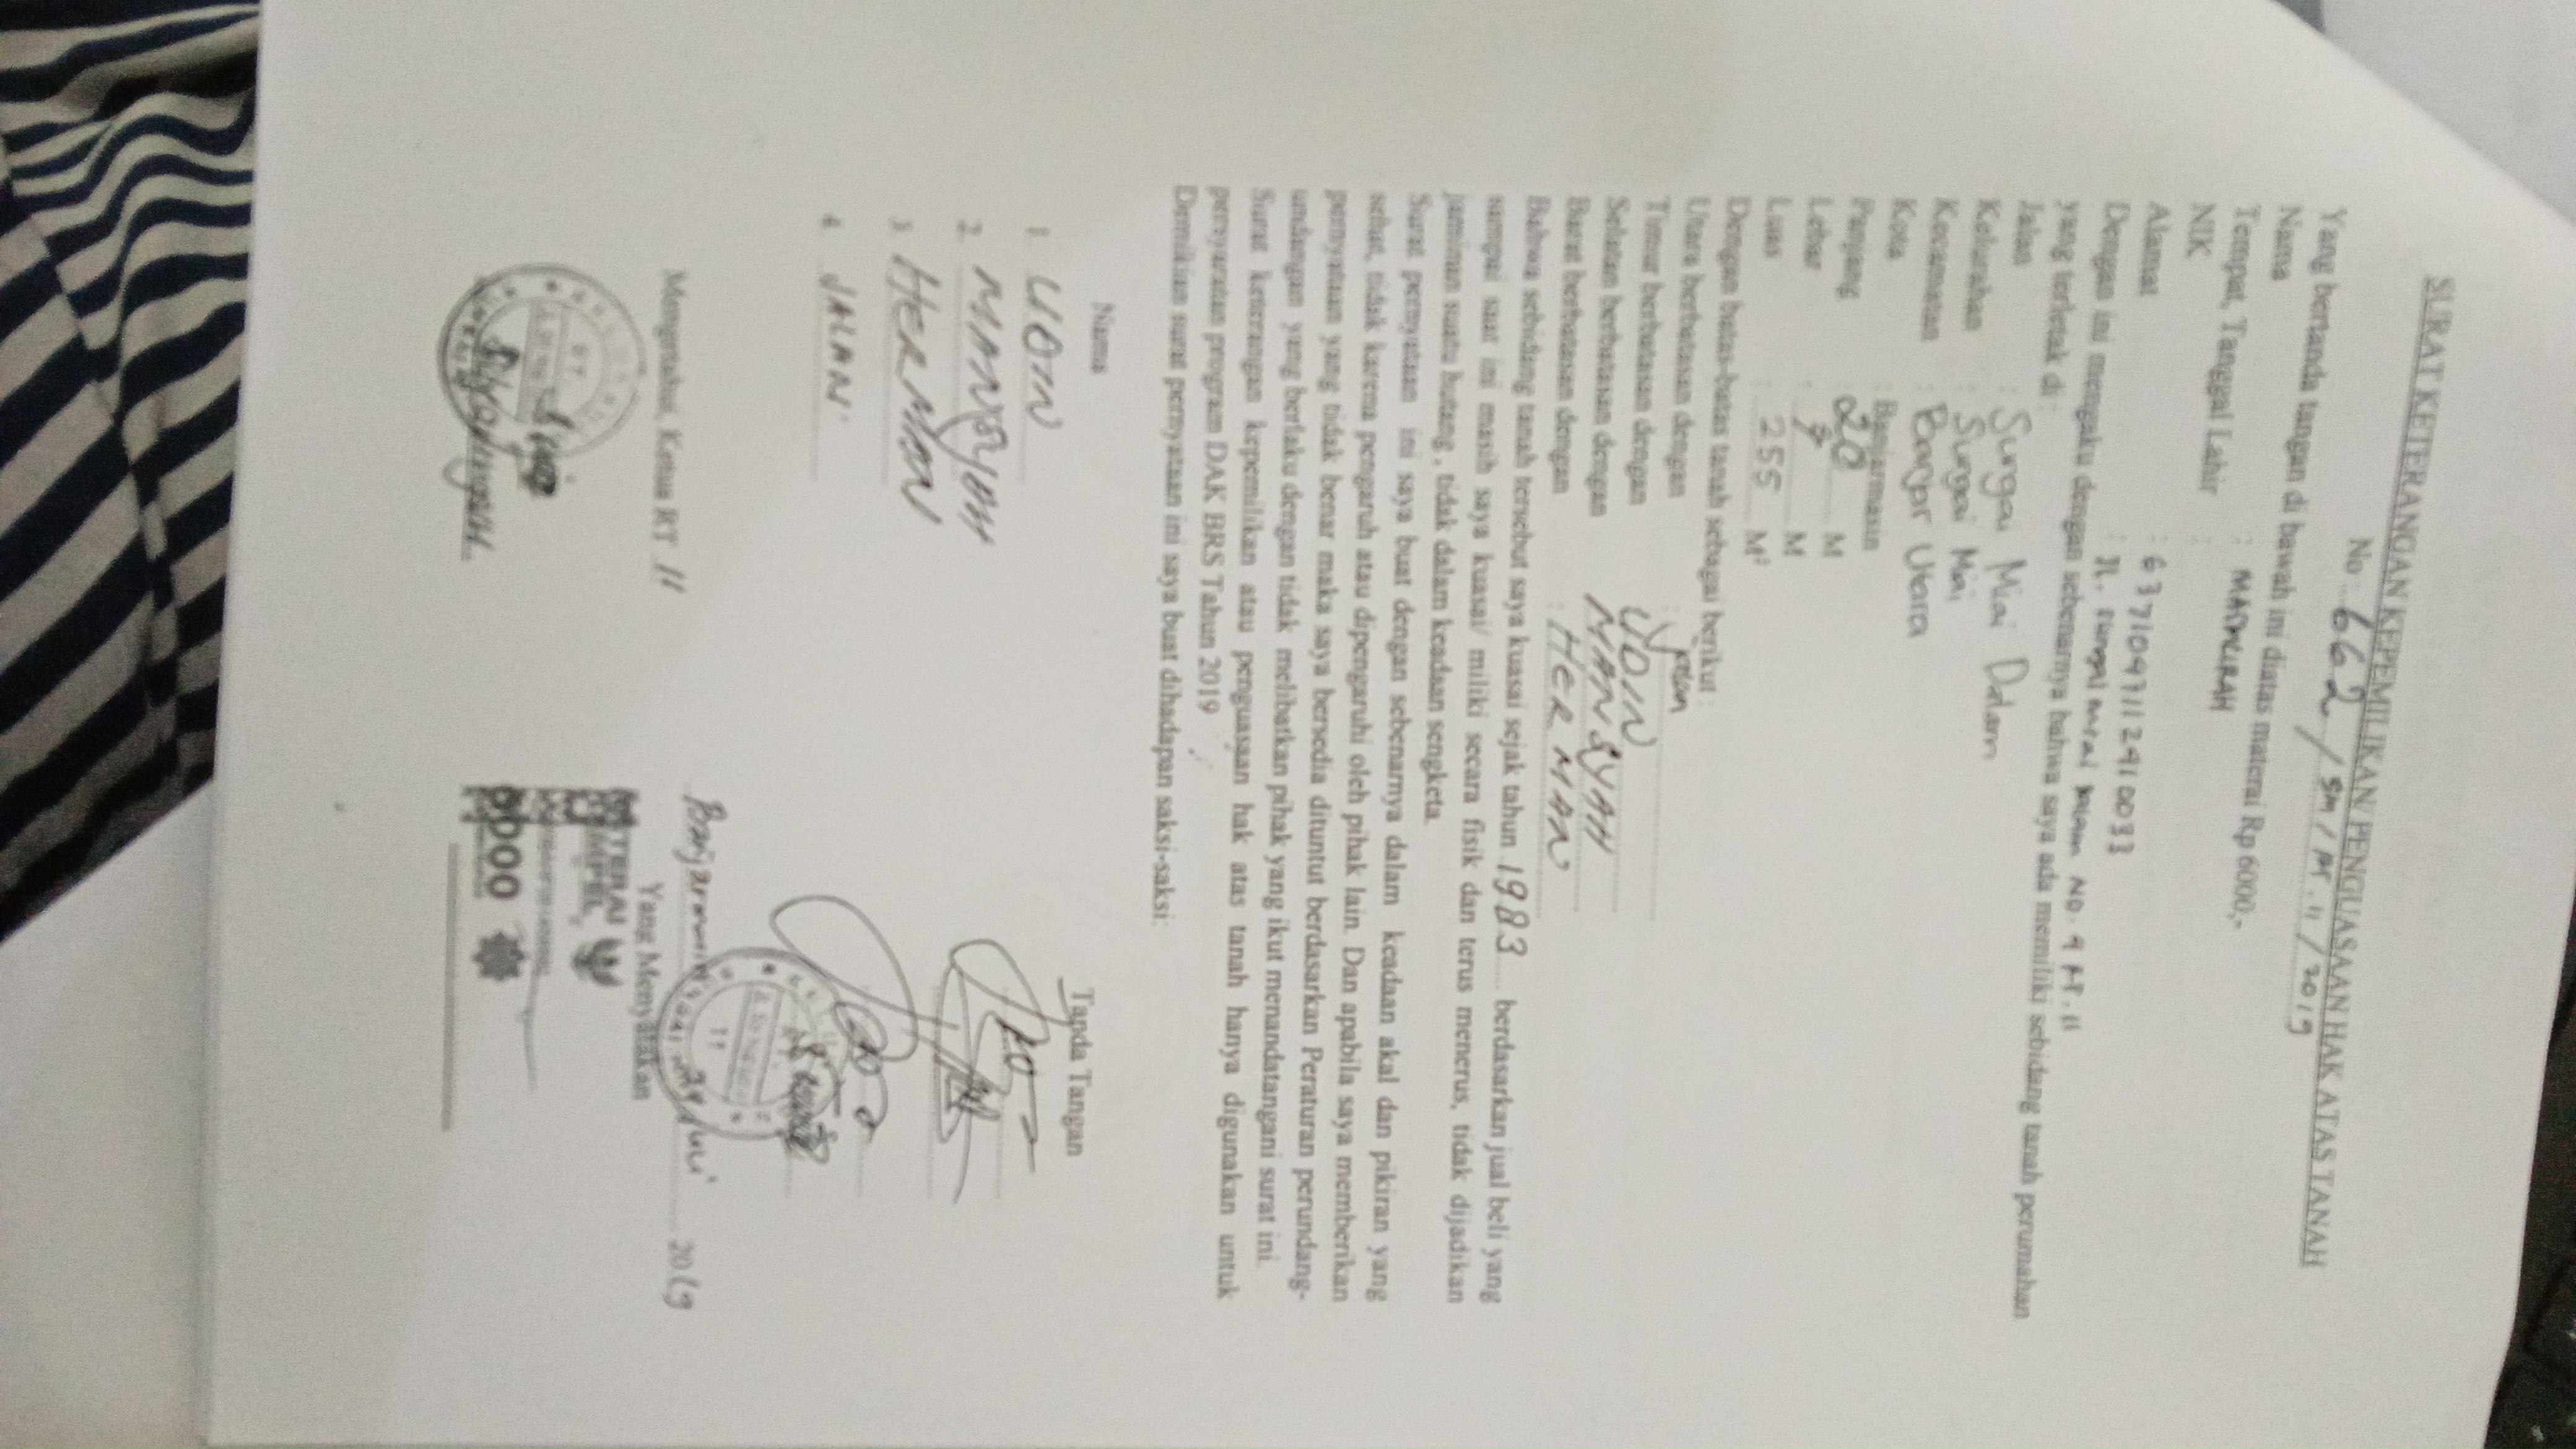 SURAT KETERANGAN KEPEMILIKAN PENGUASAAN HAK ATAS TANAH
No : 662 / SM / RT.11 / 2019
Yang bertanda tangan di bawah ini diatas materai Rp 6000,-
Nama : MASHURAH
Tempat, Tanggal Lahir :
NIK : 6371047112410033
Alamat : Jl. Sungai miai Dalam NO. 9 RT. 11
Dengan ini mengaku dengan sebenarnya bahwa saya ada memiliki sebidang tanah perumahan
yang terletak di :
Jalan : Sungai Miai Dalam
Kelurahan : Sungai Miai
Kecamatan : Banjar Utara
Kota : Banjarmasin
Panjang : 20 M
Lebar : M
Luas : 255 M²
Dengan batas-batas tanah sebagai berikut :
Utara berbatasan dengan : jalan
Timur berbatasan dengan : UDIN
Selatan berbatasan dengan : MANSYAH
Barat berbatasan dengan : HERMAN
Bahwa sebidang tanah tersebut saya kuasai sejak tahun 1983 berdasarkan jual beli yang
sampai saat ini masih saya kuasai/ miliki secara fisik dan terus menerus, tidak dijadikan
jaminan suatu hutang , tidak dalam keadaan sengketa.
Surat pernyataan ini saya buat dengan sebenarnya dalam keadaan akal dan pikiran yang
sehat, tidak karena pengaruh atau dipengaruhi oleh pihak lain. Dan apabila saya memberikan
pernyataan yang tidak benar maka saya bersedia dituntut berdasarkan Peraturan perundang-
undangan yang berlaku dengan tidak melibatkan pihak yang ikut menandatangani surat ini.
Surat keterangan kepemilikan atau penguasaan hak atas tanah hanya digunakan untuk
persyaratan program DAK BRS Tahun 2019
Demikian surat pernyataan ini saya buat dihadapan saksi-saksi:
Nama Tanda Tangan
1. UDIN
2. MANSYAH
3. HERMAN
4. JALAN
Banjarmasin 29 Juni 2019
Mengetahui, Ketua RT 11 Yang Menyatakan
METERAI
TEMPEL
6000